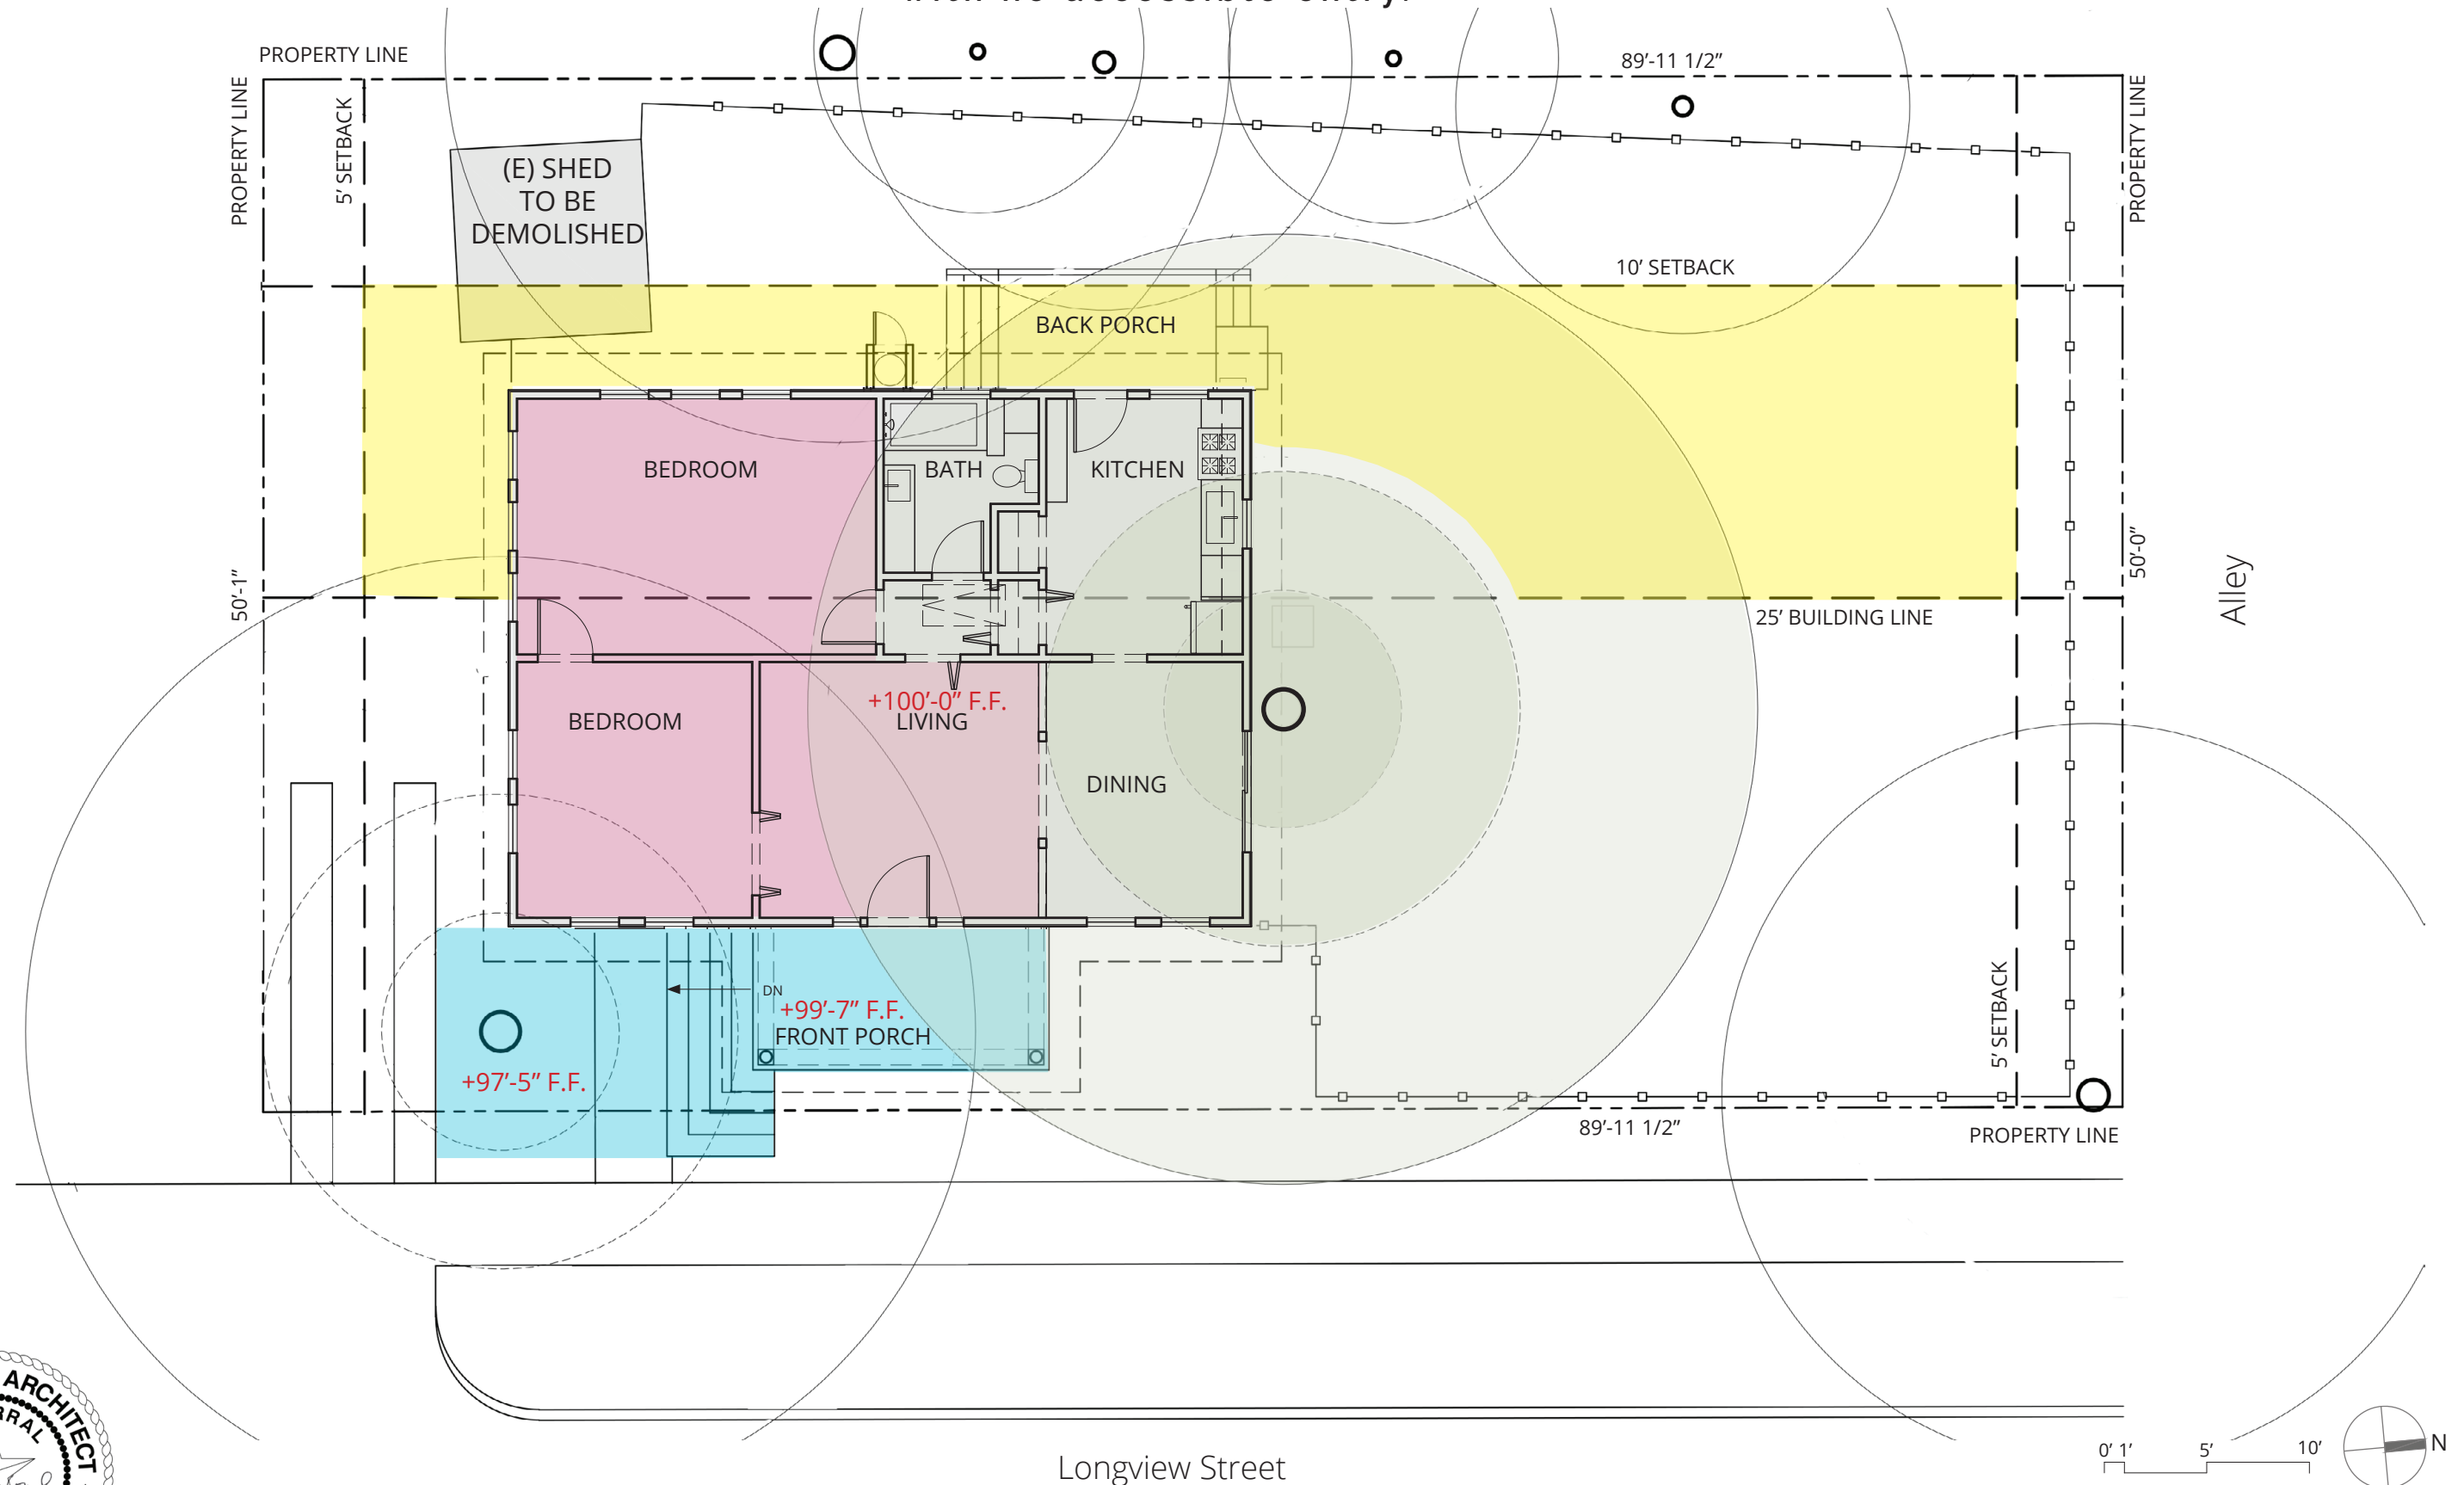 PROPERTY LINE
89'-11 1/2”
PROPERTY LINE
5’ SETBACK
PROPERTY LINE
(E) SHED
TO BE
DEMOLISHED
10’ SETBACK
BACK PORCH
BEDROOM
BATH
KITCHEN
50’-1”
50’-0”
Alley
25’ BUILDING LINE
+100’-0” F.F.
LIVING
BEDROOM
DINING
DN
+99’-7” F.F.
FRONT PORCH
+97’-5” F.F.
5’ SETBACK
89’-11 1/2”
PROPERTY LINE
ARCHITECT
Longview Street
0’ 1’ 5’ 10’
N